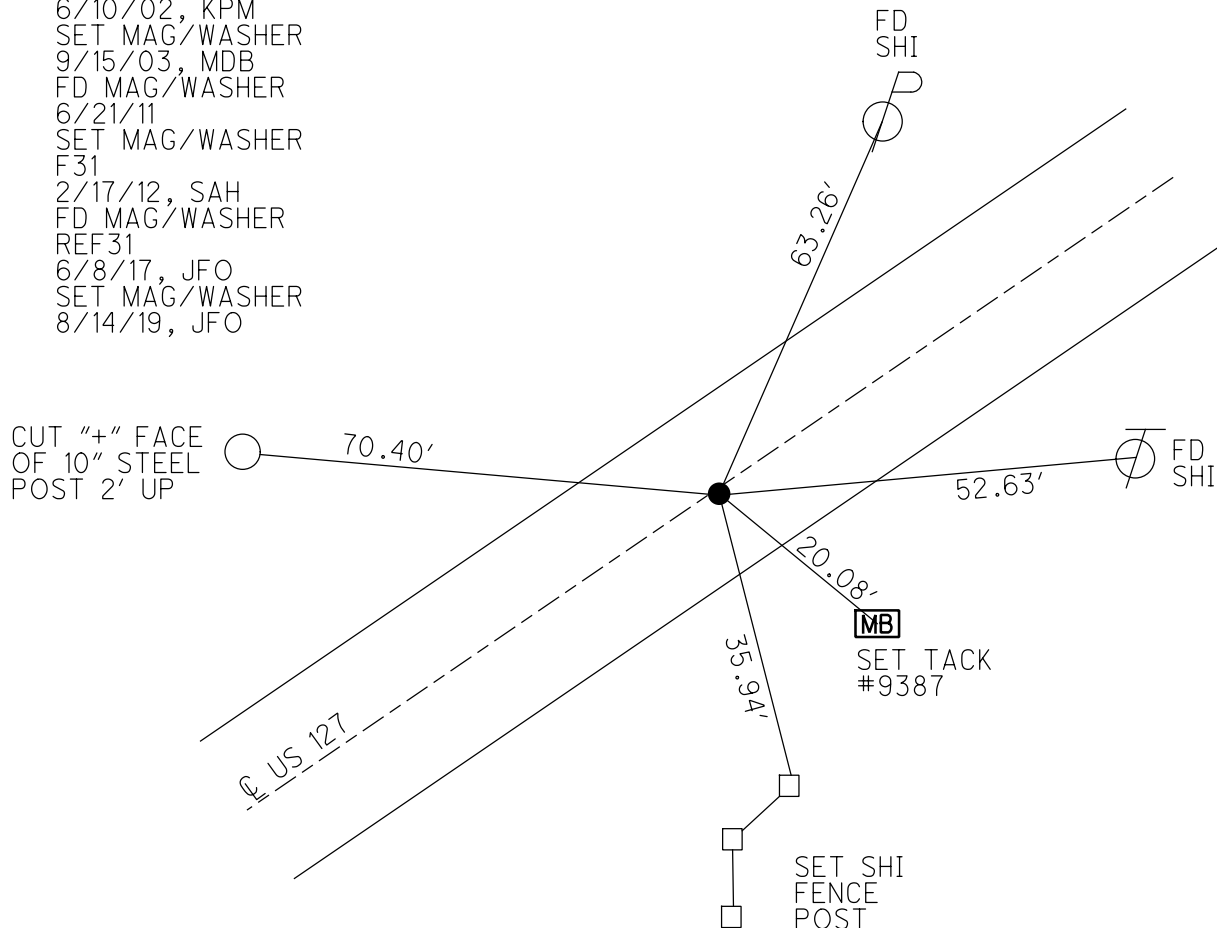 6/10/02, KPM
SET MAG/WASHER
9/15/03, MDB
FD MAG/WASHER
6/21/11
SET MAG/WASHER
F31
2/17/12, SAH
FD MAG/WASHER
REF31
6/8/17, JFO
SET MAG/WASHER
8/14/19, JFO
FD
SHI
63.26'
CUT "+" FACE
OF 10" STEEL
POST 2' UP
70.40'
52.63'
FD
SHI
20.08'
MB
SET TACK
#9387
35.94'
℄ US 127
SET SHI
FENCE
POST